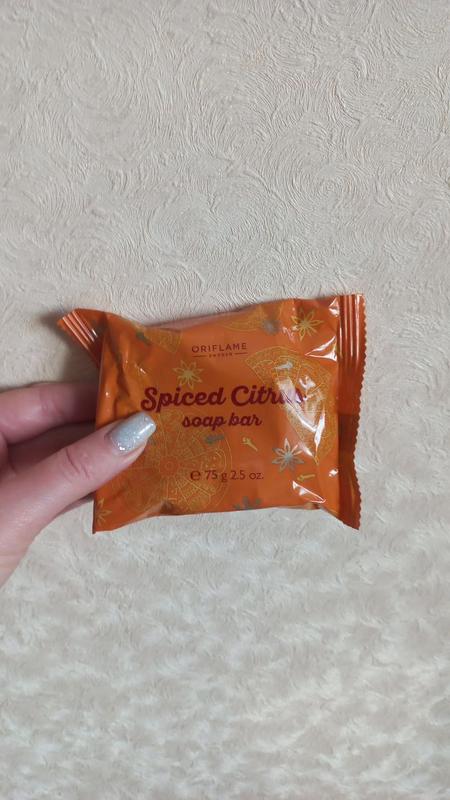 ORIFLAME
SWEDEN
Spiced Citrus
soap bar
℮ 75 g 2.5 oz.